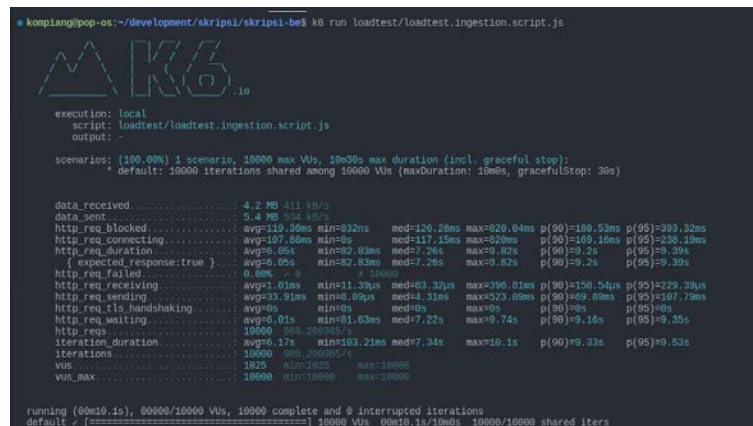 kompiang@pop-os:~/development/skripsi/skripsi-be$ k6 run loadtest/loadtest.ingestion.script.js
.io
execution: local
script: loadtest/loadtest.ingestion.script.js
output: -
scenarios: (100.00%) 1 scenario, 10000 max VUs, 10m30s max duration (incl. graceful stop):
* default: 10000 iterations shared among 10000 VUs (maxDuration: 10m0s, gracefulStop: 30s)
data_received..................: 4.2 MB 411 kB/s
data_sent......................: 5.4 MB 534 kB/s
http_req_blocked...............: avg=119.36ms min=832ns med=126.28ms max=820.04ms p(90)=180.53ms p(95)=393.32ms
http_req_connecting............: avg=107.86ms min=0s med=117.15ms max=820ms p(90)=169.16ms p(95)=238.19ms
http_req_duration..............: avg=6.05s min=82.83ms med=7.26s max=9.82s p(90)=9.2s p(95)=9.39s
{ expected_response:true }...: avg=6.05s min=82.83ms med=7.26s max=9.82s p(90)=9.2s p(95)=9.39s
http_req_failed................: 0.00% ✓ 0 ✗ 10000
http_req_receiving.............: avg=1.01ms min=11.39µs med=63.32µs max=396.81ms p(90)=150.54µs p(95)=229.39µs
http_req_sending...............: avg=33.91ms min=8.09µs med=4.31ms max=523.09ms p(90)=69.89ms p(95)=107.79ms
http_req_tls_handshaking.......: avg=0s min=0s med=0s max=0s p(90)=0s p(95)=0s
http_req_waiting...............: avg=6.01s min=81.63ms med=7.22s max=9.74s p(90)=9.16s p(95)=9.35s
http_reqs......................: 10000 988.200985/s
iteration_duration.............: avg=6.17s min=103.21ms med=7.34s max=10.1s p(90)=9.33s p(95)=9.53s
iterations.....................: 10000 988.200985/s
vus............................: 1825 min=1825 max=10000
vus_max........................: 10000 min=10000 max=10000
running (00m10.1s), 00000/10000 VUs, 10000 complete and 0 interrupted iterations
default ✓ [======================================] 10000 VUs 00m10.1s/10m0s 10000/10000 shared iters